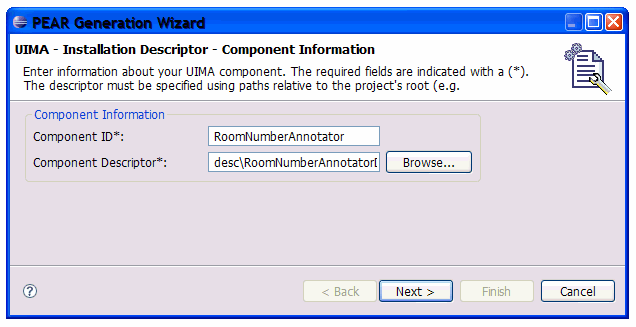 PEAR Generation Wizard
UIMA - Installation Descriptor - Component Information
Enter information about your UIMA component. The required fields are indicated with a (*).
The descriptor must be specified using paths relative to the project's root (e.g.
Component Information
Component ID*:
RoomNumberAnnotator
Component Descriptor*:
desc\RoomNumberAnnotator
Browse...
?
< Back
Next >
Finish
Cancel